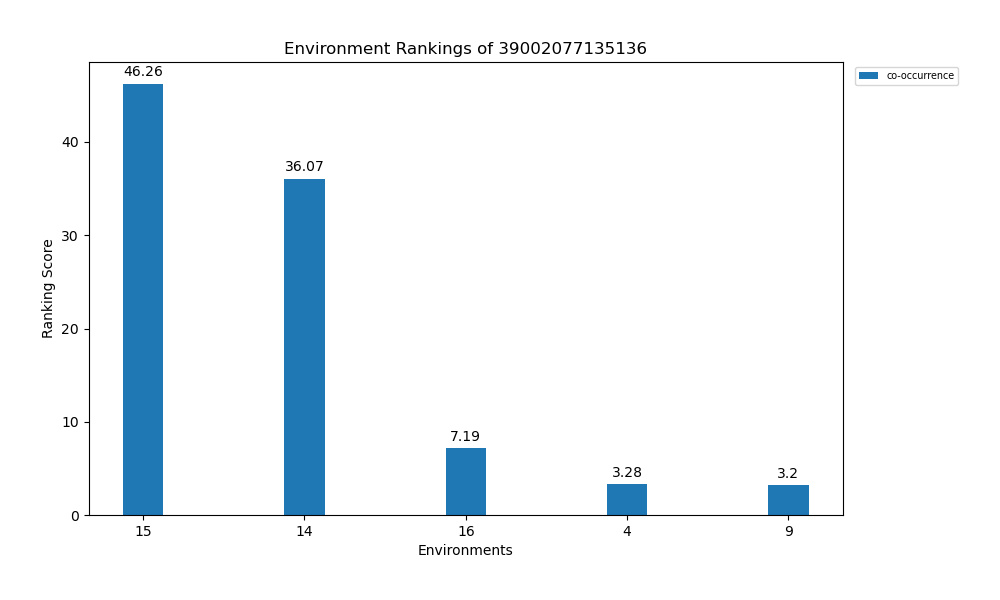 Environment Rankings of 39002077135136
46.26
co-occurrence
36.07
7.19
3.28
3.2
Ranking Score
40
30
20
10
0
15 14 16 4 9
Environments